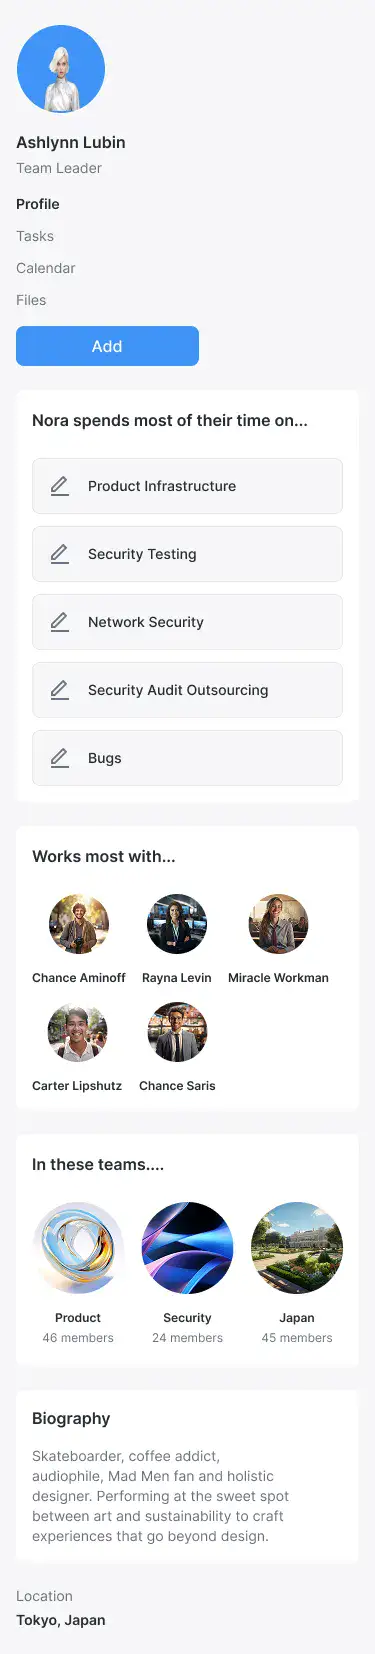 Ashlynn Lubin
Team Leader
Profile
Tasks
Calendar
Files
Add
Nora spends most of their time on...
Product Infrastructure
Security Testing
Network Security
Security Audit Outsourcing
Bugs
Works most with...
Chance Aminoff
Rayna Levin
Miracle Workman
Carter Lipshutz
Chance Saris
In these teams....
Product
46 members
Security
24 members
Japan
45 members
Biography
Skateboarder, coffee addict,
audiophile, Mad Men fan and holistic
designer. Performing at the sweet spot
between art and sustainability to craft
experiences that go beyond design.
Location
Tokyo, Japan